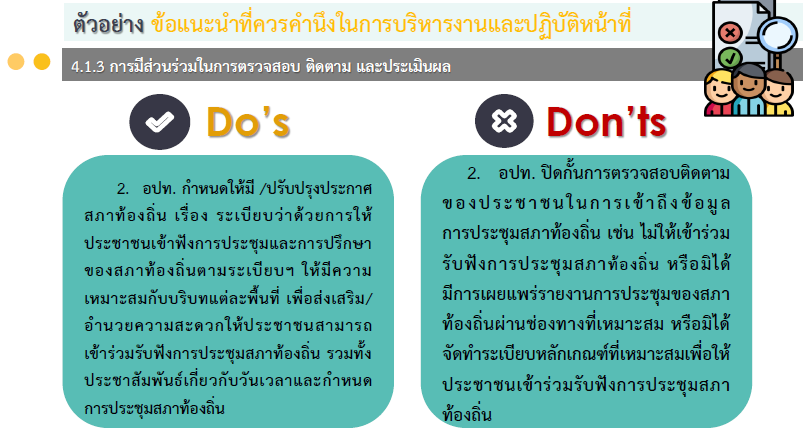 ตัวอย่าง ข้อแนะนำที่ควรคำนึงในการบริหารงานและปฏิบัติหน้าที่
4.1.3 การมีส่วนร่วมในการตรวจสอบ ติดตาม และประเมินผล
Do's
2. อปท. กำหนดให้มี /ปรับปรุงประกาศ
สภาท้องถิ่น เรื่อง ระเบียบว่าด้วยการให้
ประชาชนเข้าฟังการประชุมและการปรึกษา
ของสภาท้องถิ่นตามระเบียบฯ ให้มีความ
เหมาะสมกับบริบทแต่ละพื้นที่ เพื่อส่งเสริม/
อำนวยความสะดวกให้ประชาชนสามารถ
เข้าร่วมรับฟังการประชุมสภาท้องถิ่น รวมทั้ง
ประชาสัมพันธ์เกี่ยวกับวันเวลาและกำหนด
การประชุมสภาท้องถิ่น
Don'ts
2. อปท. ปิดกั้นการตรวจสอบติดตาม
ของประชาชนในการเข้าถึงข้อมูล
การประชุมสภาท้องถิ่น เช่น ไม่ให้เข้าร่วม
รับฟังการประชุมสภาท้องถิ่น หรือมิได้
มีการเผยแพร่รายงานการประชุมของสภา
ท้องถิ่นผ่านช่องทางที่เหมาะสม หรือมิได้
จัดทำระเบียบหลักเกณฑ์ที่เหมาะสมเพื่อให้
ประชาชนเข้าร่วมรับฟังการประชุมสภา
ท้องถิ่น